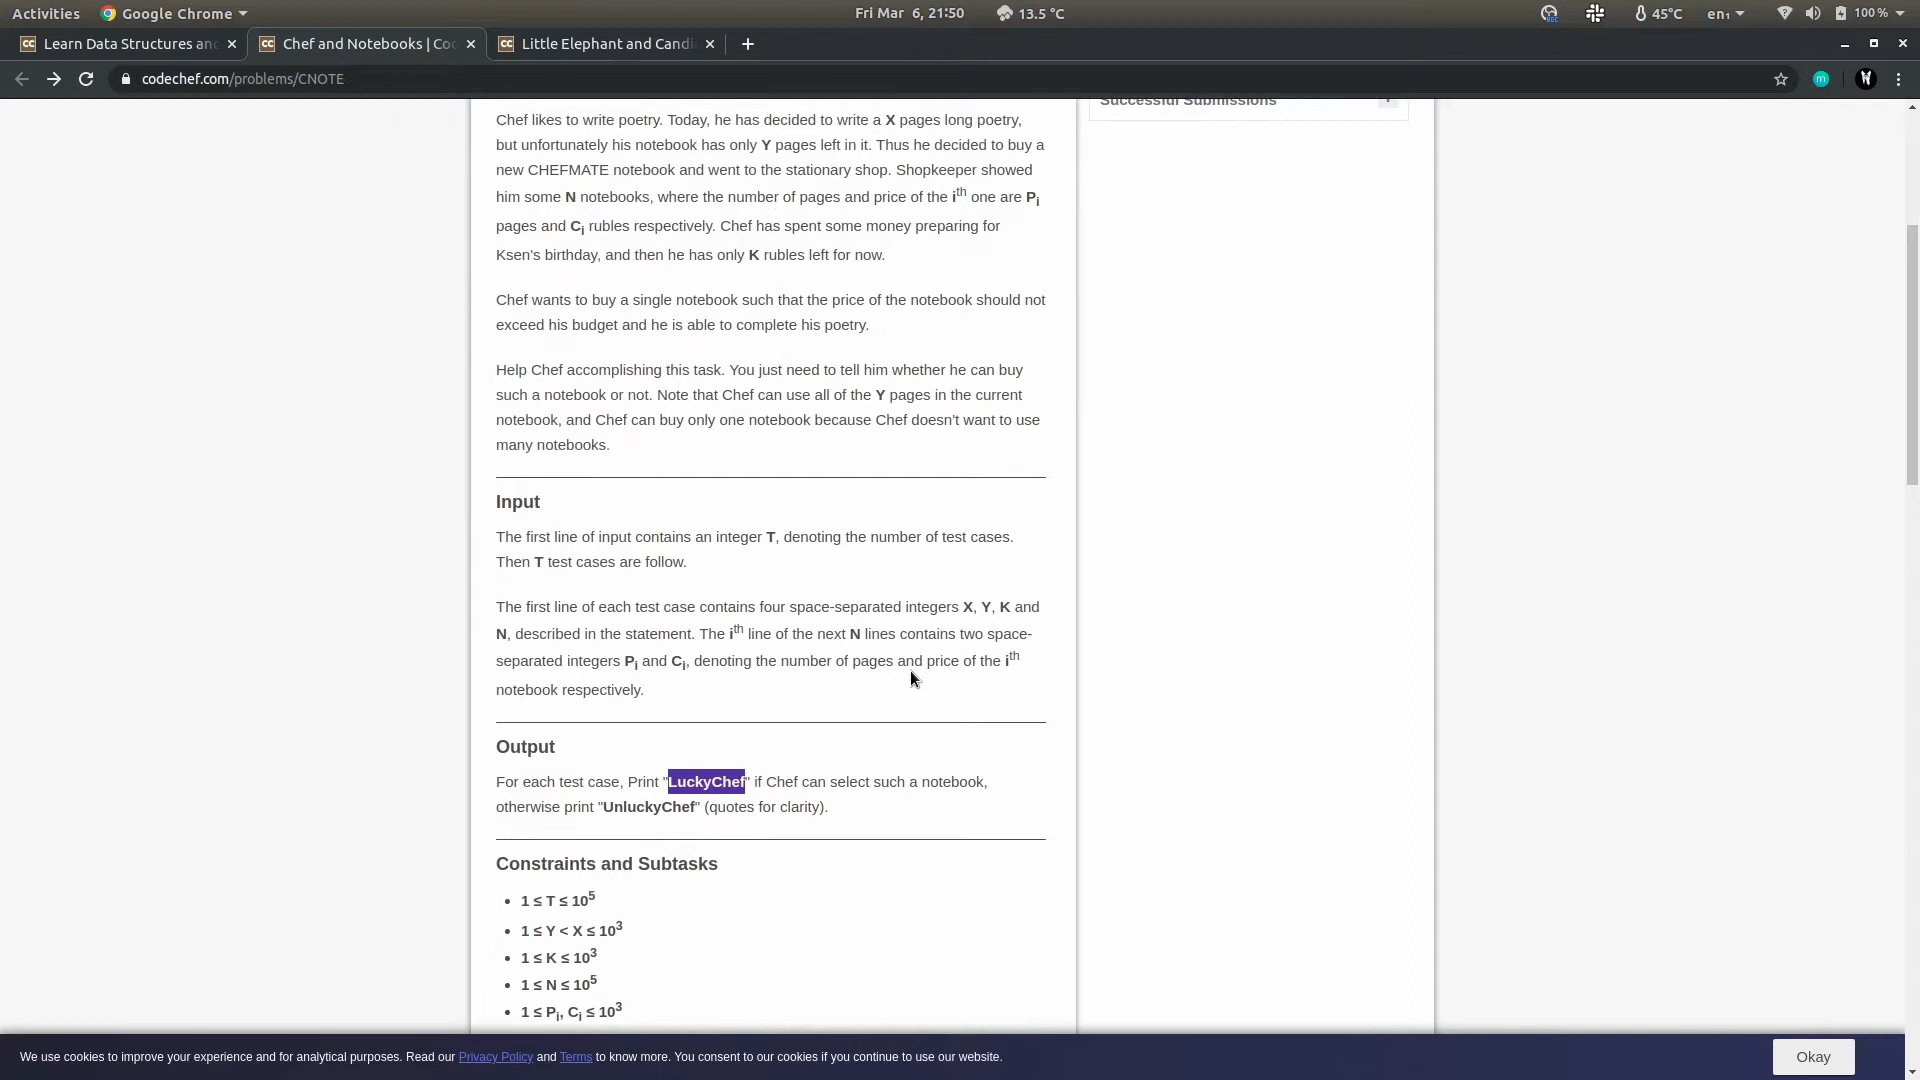 Activities Google Chrome Fri Mar 6, 21:50 13.5 °C 45°C en₁ 100 %
Learn Data Structures and Chef and Notebooks | Co Little Elephant and Candi
codechef.com/problems/CNOTE
Successful Submissions
Chef likes to write poetry. Today, he has decided to write a X pages long poetry,
but unfortunately his notebook has only Y pages left in it. Thus he decided to buy a
new CHEFMATE notebook and went to the stationary shop. Shopkeeper showed
him some N notebooks, where the number of pages and price of the iᵗʰ one are Pᵢ
pages and Cᵢ rubles respectively. Chef has spent some money preparing for
Ksen's birthday, and then he has only K rubles left for now.
Chef wants to buy a single notebook such that the price of the notebook should not
exceed his budget and he is able to complete his poetry.
Help Chef accomplishing this task. You just need to tell him whether he can buy
such a notebook or not. Note that Chef can use all of the Y pages in the current
notebook, and Chef can buy only one notebook because Chef doesn't want to use
many notebooks.
Input
The first line of input contains an integer T, denoting the number of test cases.
Then T test cases are follow.
The first line of each test case contains four space-separated integers X, Y, K and
N, described in the statement. The iᵗʰ line of the next N lines contains two space-
separated integers Pᵢ and Cᵢ, denoting the number of pages and price of the iᵗʰ
notebook respectively.
Output
For each test case, Print "LuckyChef" if Chef can select such a notebook,
otherwise print "UnluckyChef" (quotes for clarity).
Constraints and Subtasks
• 1 ≤ T ≤ 10⁵
• 1 ≤ Y < X ≤ 10³
• 1 ≤ K ≤ 10³
• 1 ≤ N ≤ 10⁵
• 1 ≤ Pᵢ, Cᵢ ≤ 10³
We use cookies to improve your experience and for analytical purposes. Read our Privacy Policy and Terms to know more. You consent to our cookies if you continue to use our website. Okay